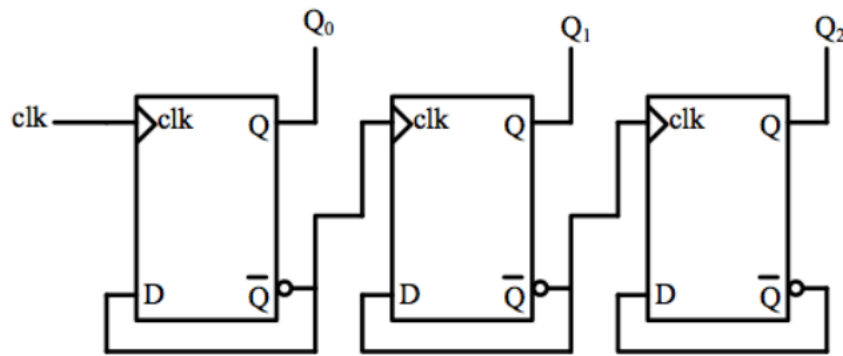 Q₀ Q₁ Q₂
clk clk Q clk Q clk Q
D Q̅ D Q̅ D Q̅